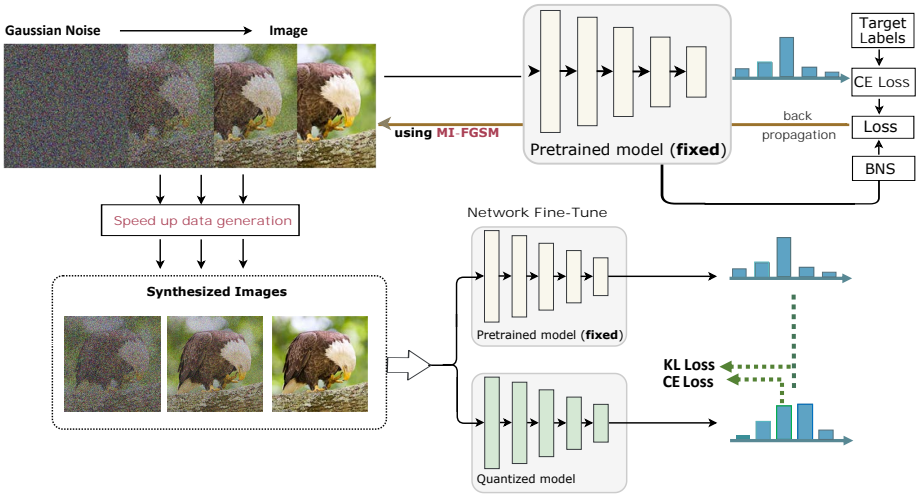 Gaussian Noise
Image
Target
Labels
CE Loss
using MI-FGSM
back
propagation
Loss
Pretrained model (fixed)
BNS
Speed up data generation
Network Fine-Tune
Synthesized Images
Pretrained model (fixed)
KL Loss
CE Loss
Quantized model